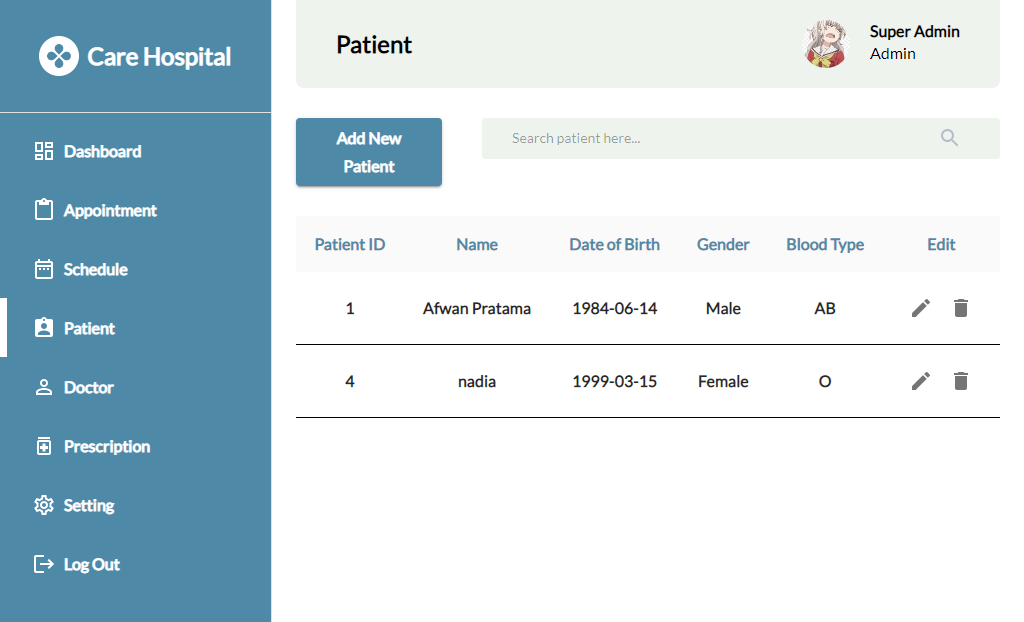 Care Hospital
Dashboard
Appointment
Schedule
Patient
Doctor
Prescription
Setting
Log Out
Patient
Super Admin
Admin
Add New
Patient
Search patient here...
Patient ID Name Date of Birth Gender Blood Type Edit
1 Afwan Pratama 1984-06-14 Male AB
4 nadia 1999-03-15 Female O